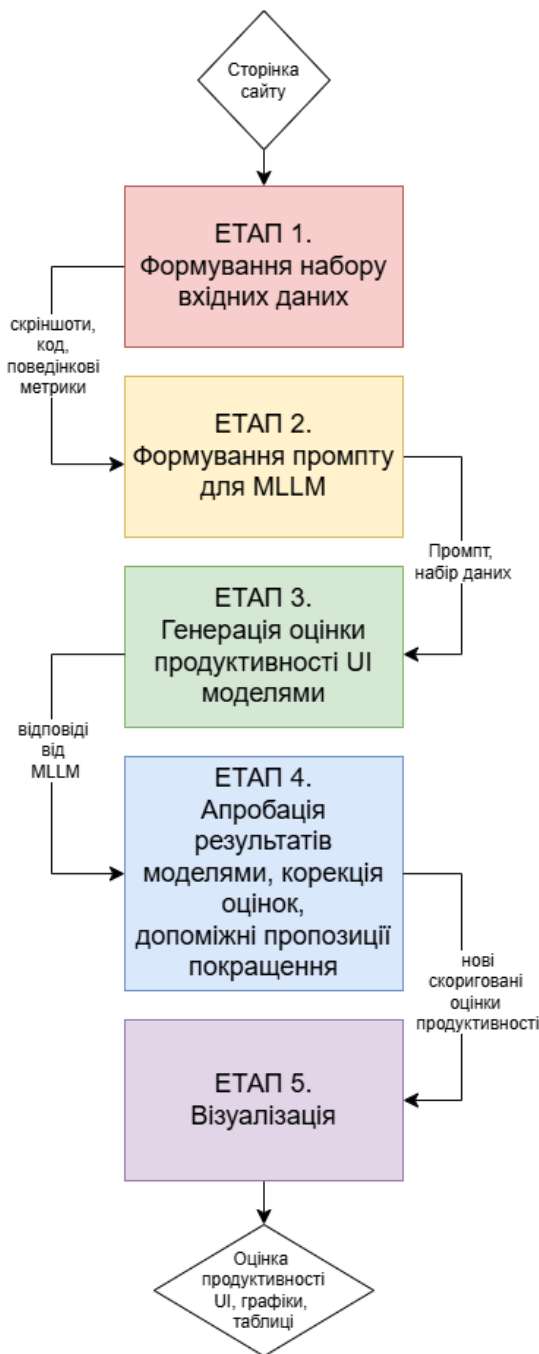 Сторінка
сайту
ЕТАП 1.
Формування набору
вхідних даних
скріншоти,
код,
поведінкові
метрики
ЕТАП 2.
Формування промпту
для MLLM
Промпт,
набір даних
ЕТАП 3.
Генерація оцінки
продуктивності UI
моделями
відповіді
від
MLLM
ЕТАП 4.
Апробація
результатів
моделями, корекція
оцінок,
допоміжні пропозиції
покращення
нові
скориговані
оцінки
продуктивності
ЕТАП 5.
Візуалізація
Оцінка
продуктивності
UI, графіки,
таблиці